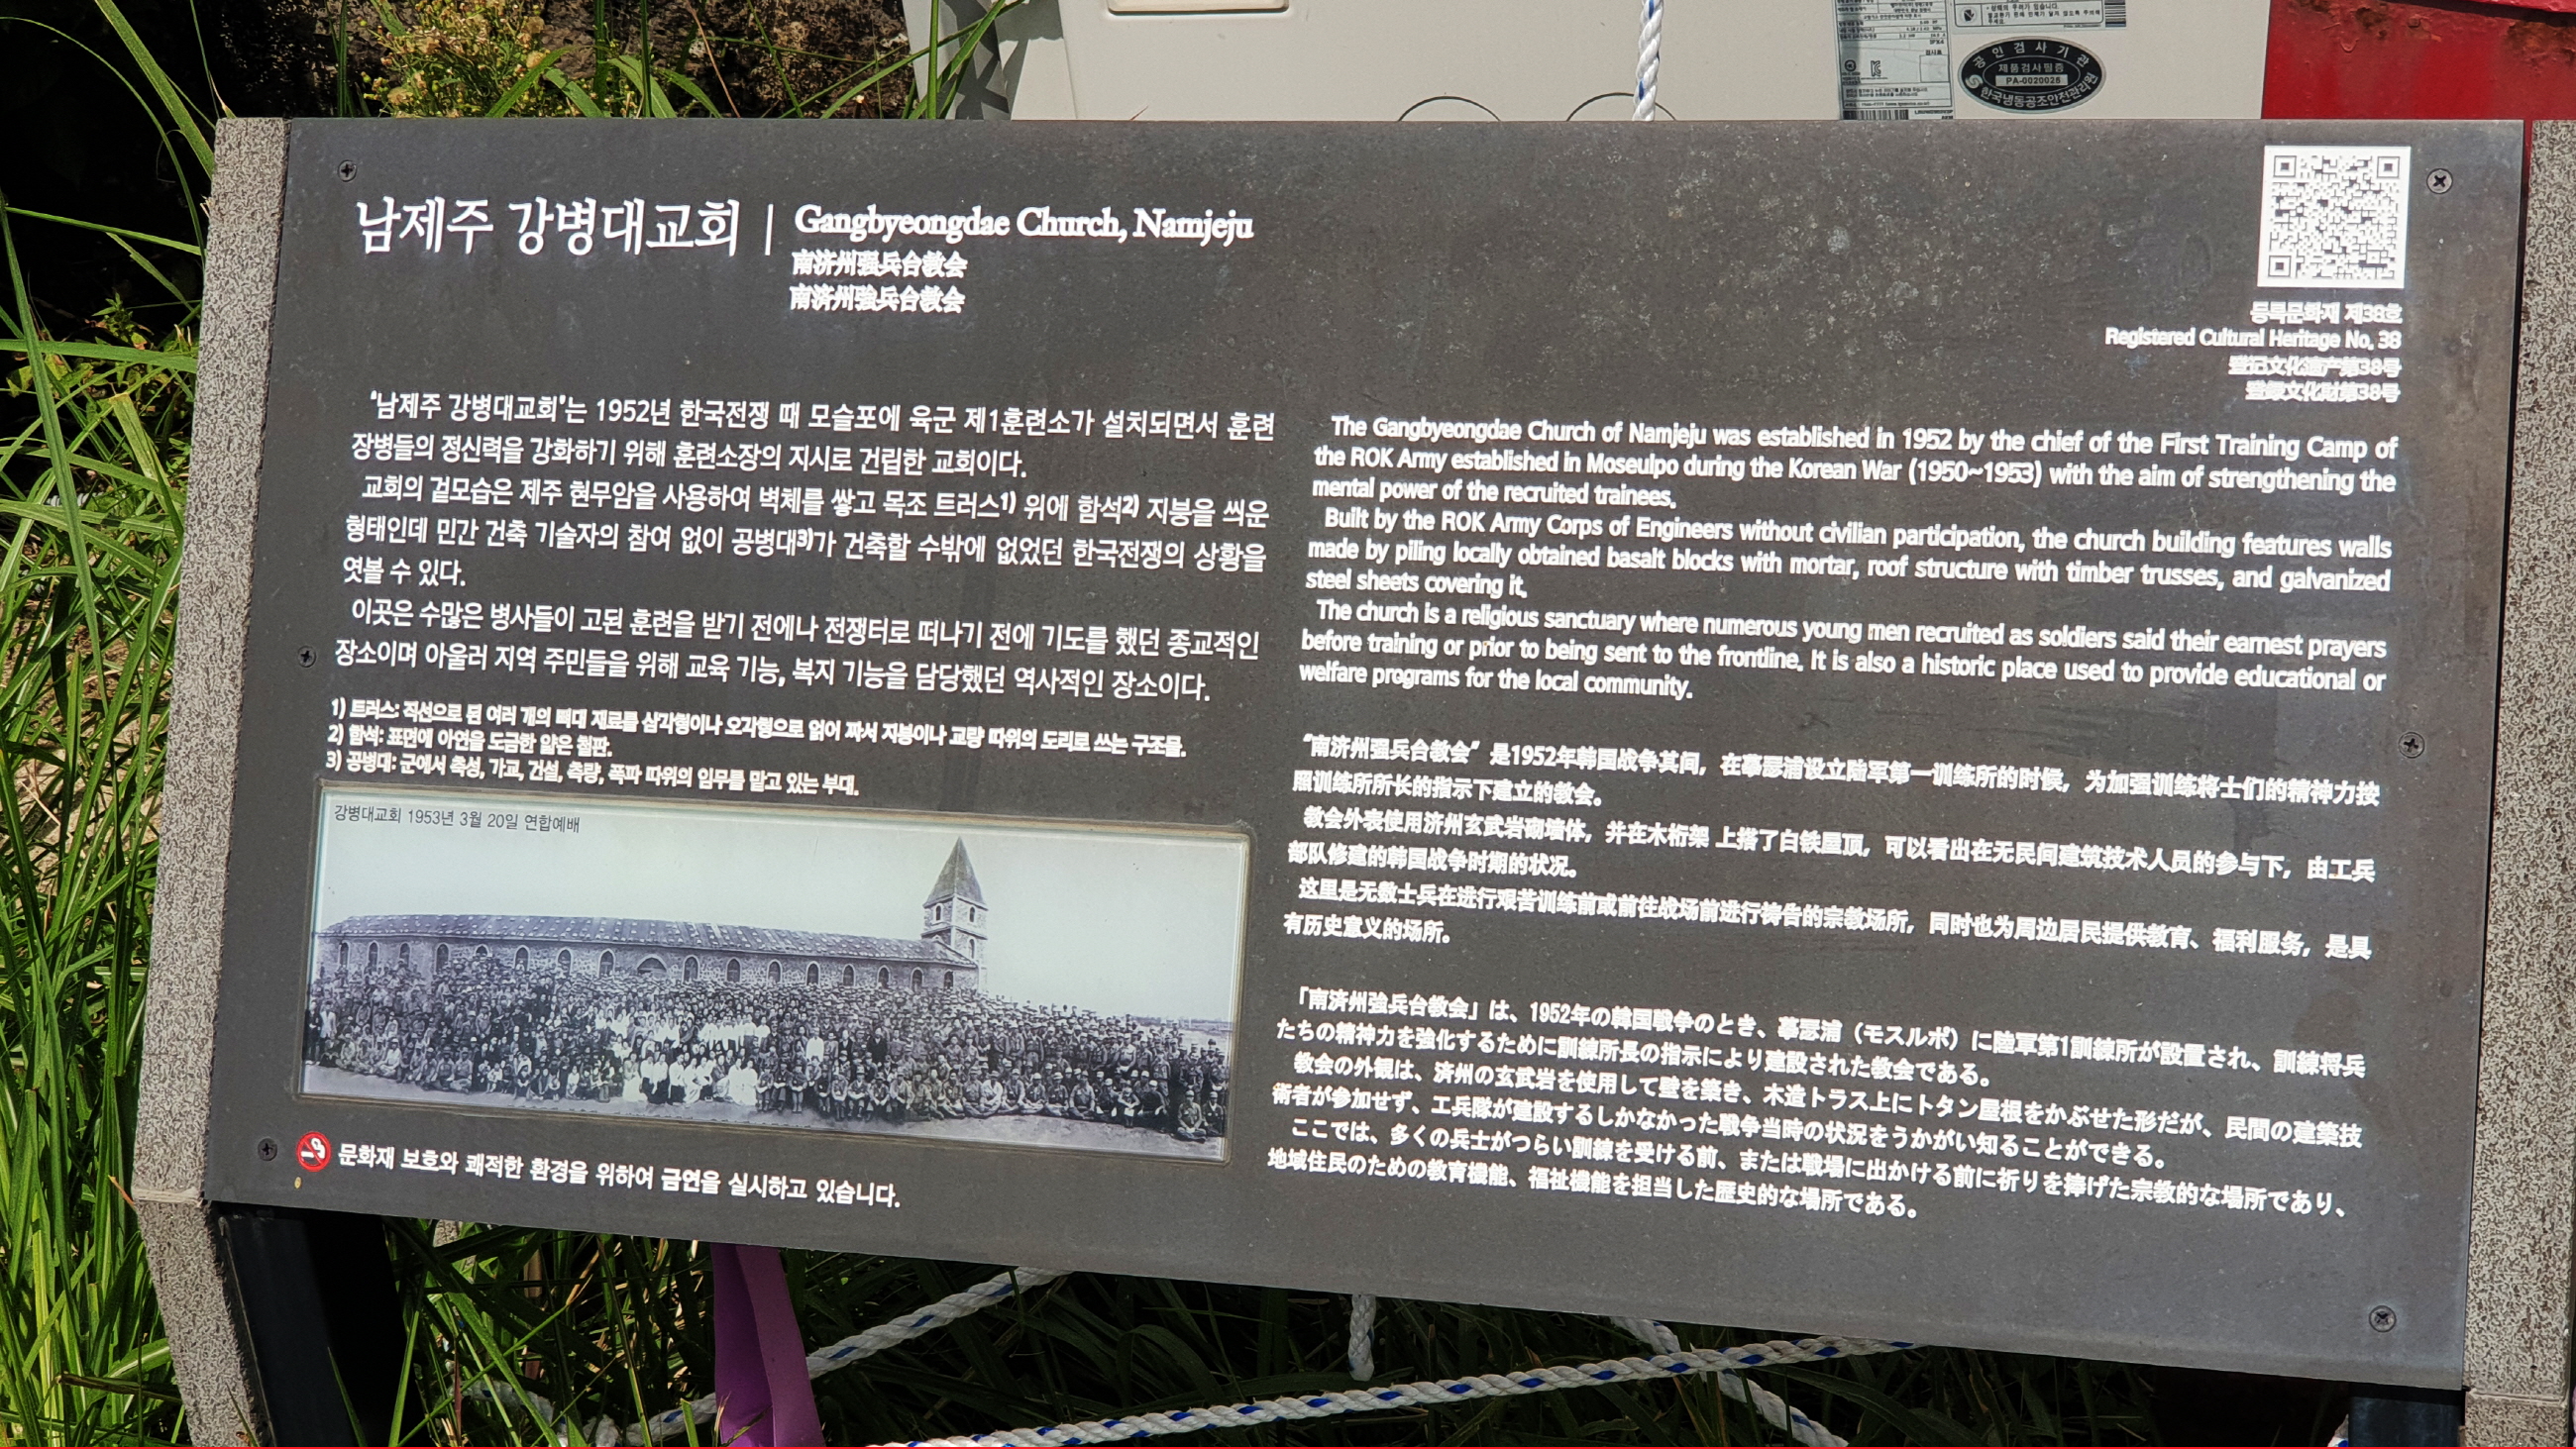 남제주 강병대교회
Gangbyeongdae Church, Namjeju
南济州强兵台教会
南済州強兵台教会
등록문화재 제38호
Registered Cultural Heritage No. 38
登记文化遗产第38号
登録文化財第38号
'남제주 강병대교회'는 1952년 한국전쟁 때 모슬포에 육군 제1훈련소가 설치되면서 훈련
장병들의 정신력을 강화하기 위해 훈련소장의 지시로 건립한 교회이다.
교회의 겉모습은 제주 현무암을 사용하여 벽체를 쌓고 목조 트러스1) 위에 함석2) 지붕을 씌운
형태인데 민간 건축 기술자의 참여 없이 공병대3)가 건축할 수밖에 없었던 한국전쟁의 상황을
엿볼 수 있다.
이곳은 수많은 병사들이 고된 훈련을 받기 전에나 전쟁터로 떠나기 전에 기도를 했던 종교적인
장소이며 아울러 지역 주민들을 위해 교육 기능, 복지 기능을 담당했던 역사적인 장소이다.
1) 트러스: 직선으로 된 여러 개의 뼈대 재료를 삼각형이나 오각형으로 얽어 짜서 지붕이나 교량 따위의 도리로 쓰는 구조물.
2) 함석: 표면에 아연을 도금한 얇은 철판.
3) 공병대: 군에서 축성, 가교, 건설, 측량, 폭파 따위의 임무를 맡고 있는 부대.
강병대교회 1953년 3월 20일 연합예배
문화재 보호와 쾌적한 환경을 위하여 금연을 실시하고 있습니다.
The Gangbyeongdae Church of Namjeju was established in 1952 by the chief of the First Training Camp of
the ROK Army established in Moseulpo during the Korean War (1950~1953) with the aim of strengthening the
mental power of the recruited trainees.
Built by the ROK Army Corps of Engineers without civilian participation, the church building features walls
made by piling locally obtained basalt blocks with mortar, roof structure with timber trusses, and galvanized
steel sheets covering it.
The church is a religious sanctuary where numerous young men recruited as soldiers said their earnest prayers
before training or prior to being sent to the frontline. It is also a historic place used to provide educational or
welfare programs for the local community.
"南济州强兵台教会" 是1952年韩国战争其间，在摹瑟浦设立陆军第一训练所的时候，为加强训练将士们的精神力按
照训练所所长的指示下建立的教会。
教会外表使用济州玄武岩砌墙体，并在木桁架 上搭了白铁屋顶，可以看出在无民间建筑技术人员的参与下，由工兵
部队修建的韩国战争时期的状况。
这里是无数士兵在进行艰苦训练前或前往战场前进行祷告的宗教场所，同时也为周边居民提供教育、福利服务，是具
有历史意义的场所。
「南済州強兵台教会」は、1952年の韓国戦争のとき、摹瑟浦（モスルポ）に陸軍第1訓練所が設置され、訓練将兵
たちの精神力を強化するために訓練所長の指示により建設された教会である。
教会の外観は、済州の玄武岩を使用して壁を築き、木造トラス上にトタン屋根をかぶせた形だが、民間の建築技
術者が参加せず、工兵隊が建設するしかなかった戦争当時の状況をうかがい知ることができる。
ここでは、多くの兵士がつらい訓練を受ける前、または戦場に出かける前に祈りを捧げた宗教的な場所であり、
地域住民のための教育機能、福祉機能を担当した歴史的な場所である。
공인검사기관
제품검사필증
PA-0020026
한국냉동공조안전관리원